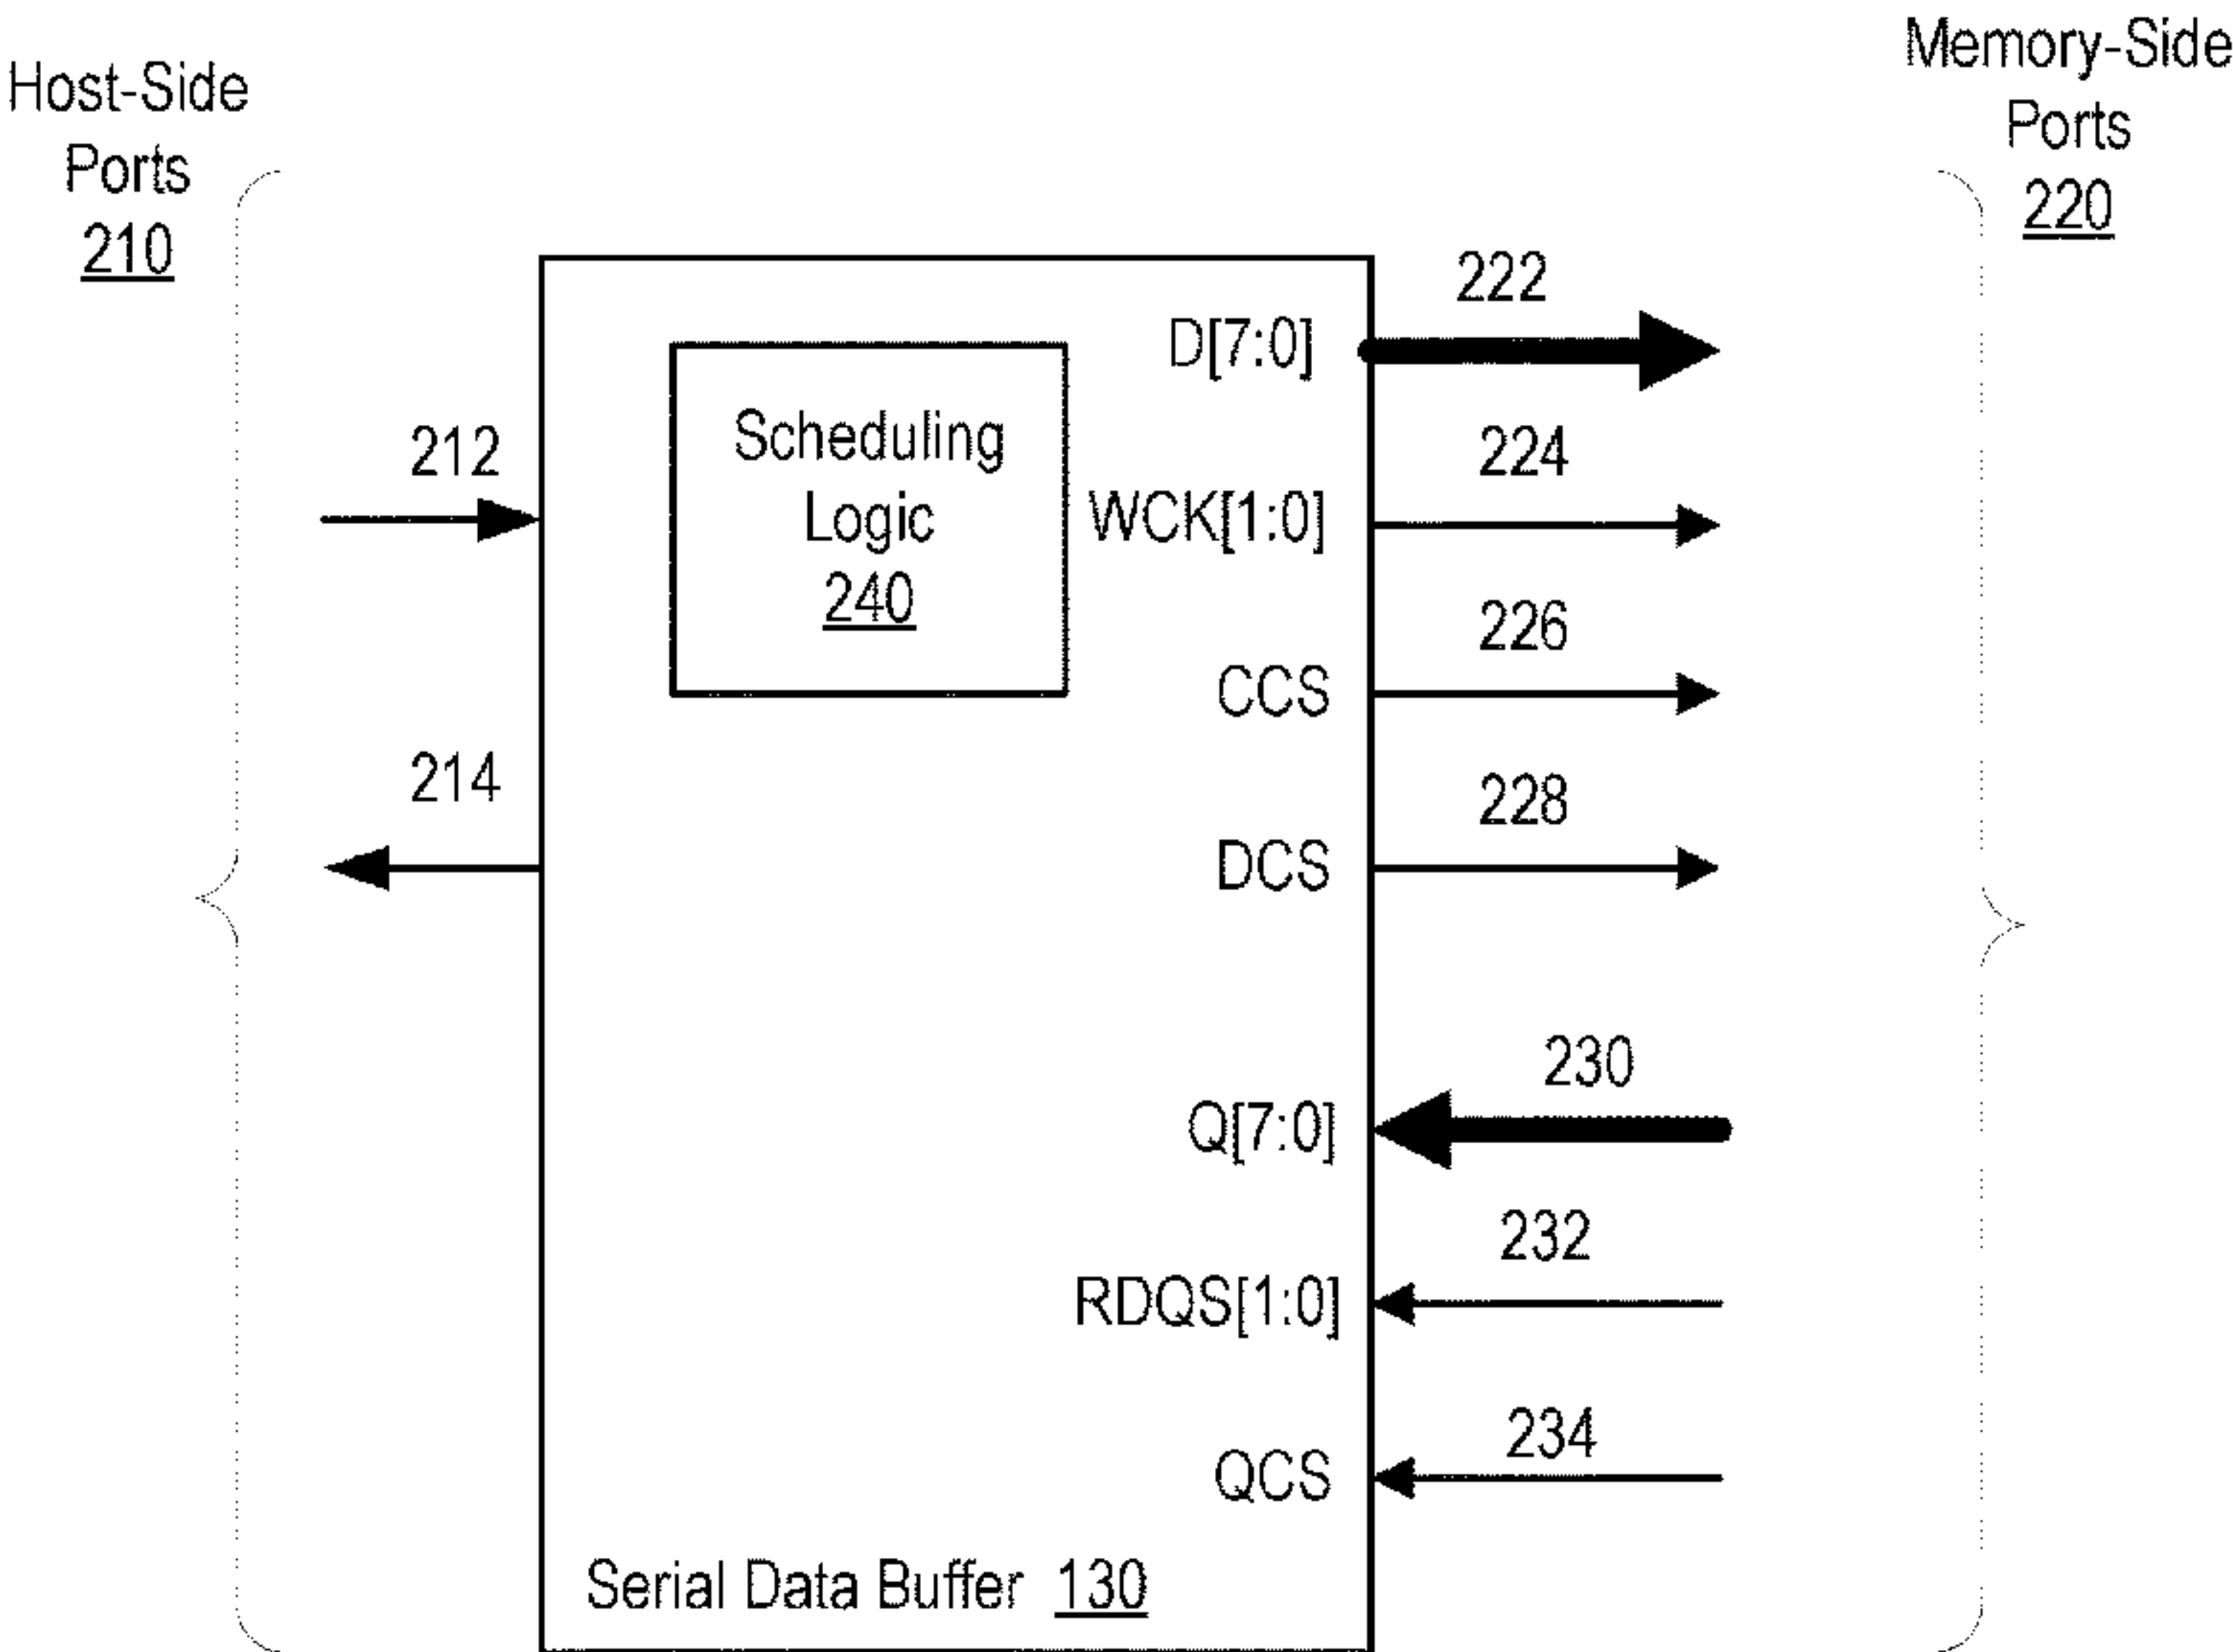 Host-Side
Ports
210
Memory-Side
Ports
220
212
214
Scheduling
Logic
240
D[7:0]
222
WCK[1:0]
224
CCS
226
DCS
228
Q[7:0]
230
RDQS[1:0]
232
QCS
234
Serial Data Buffer 130